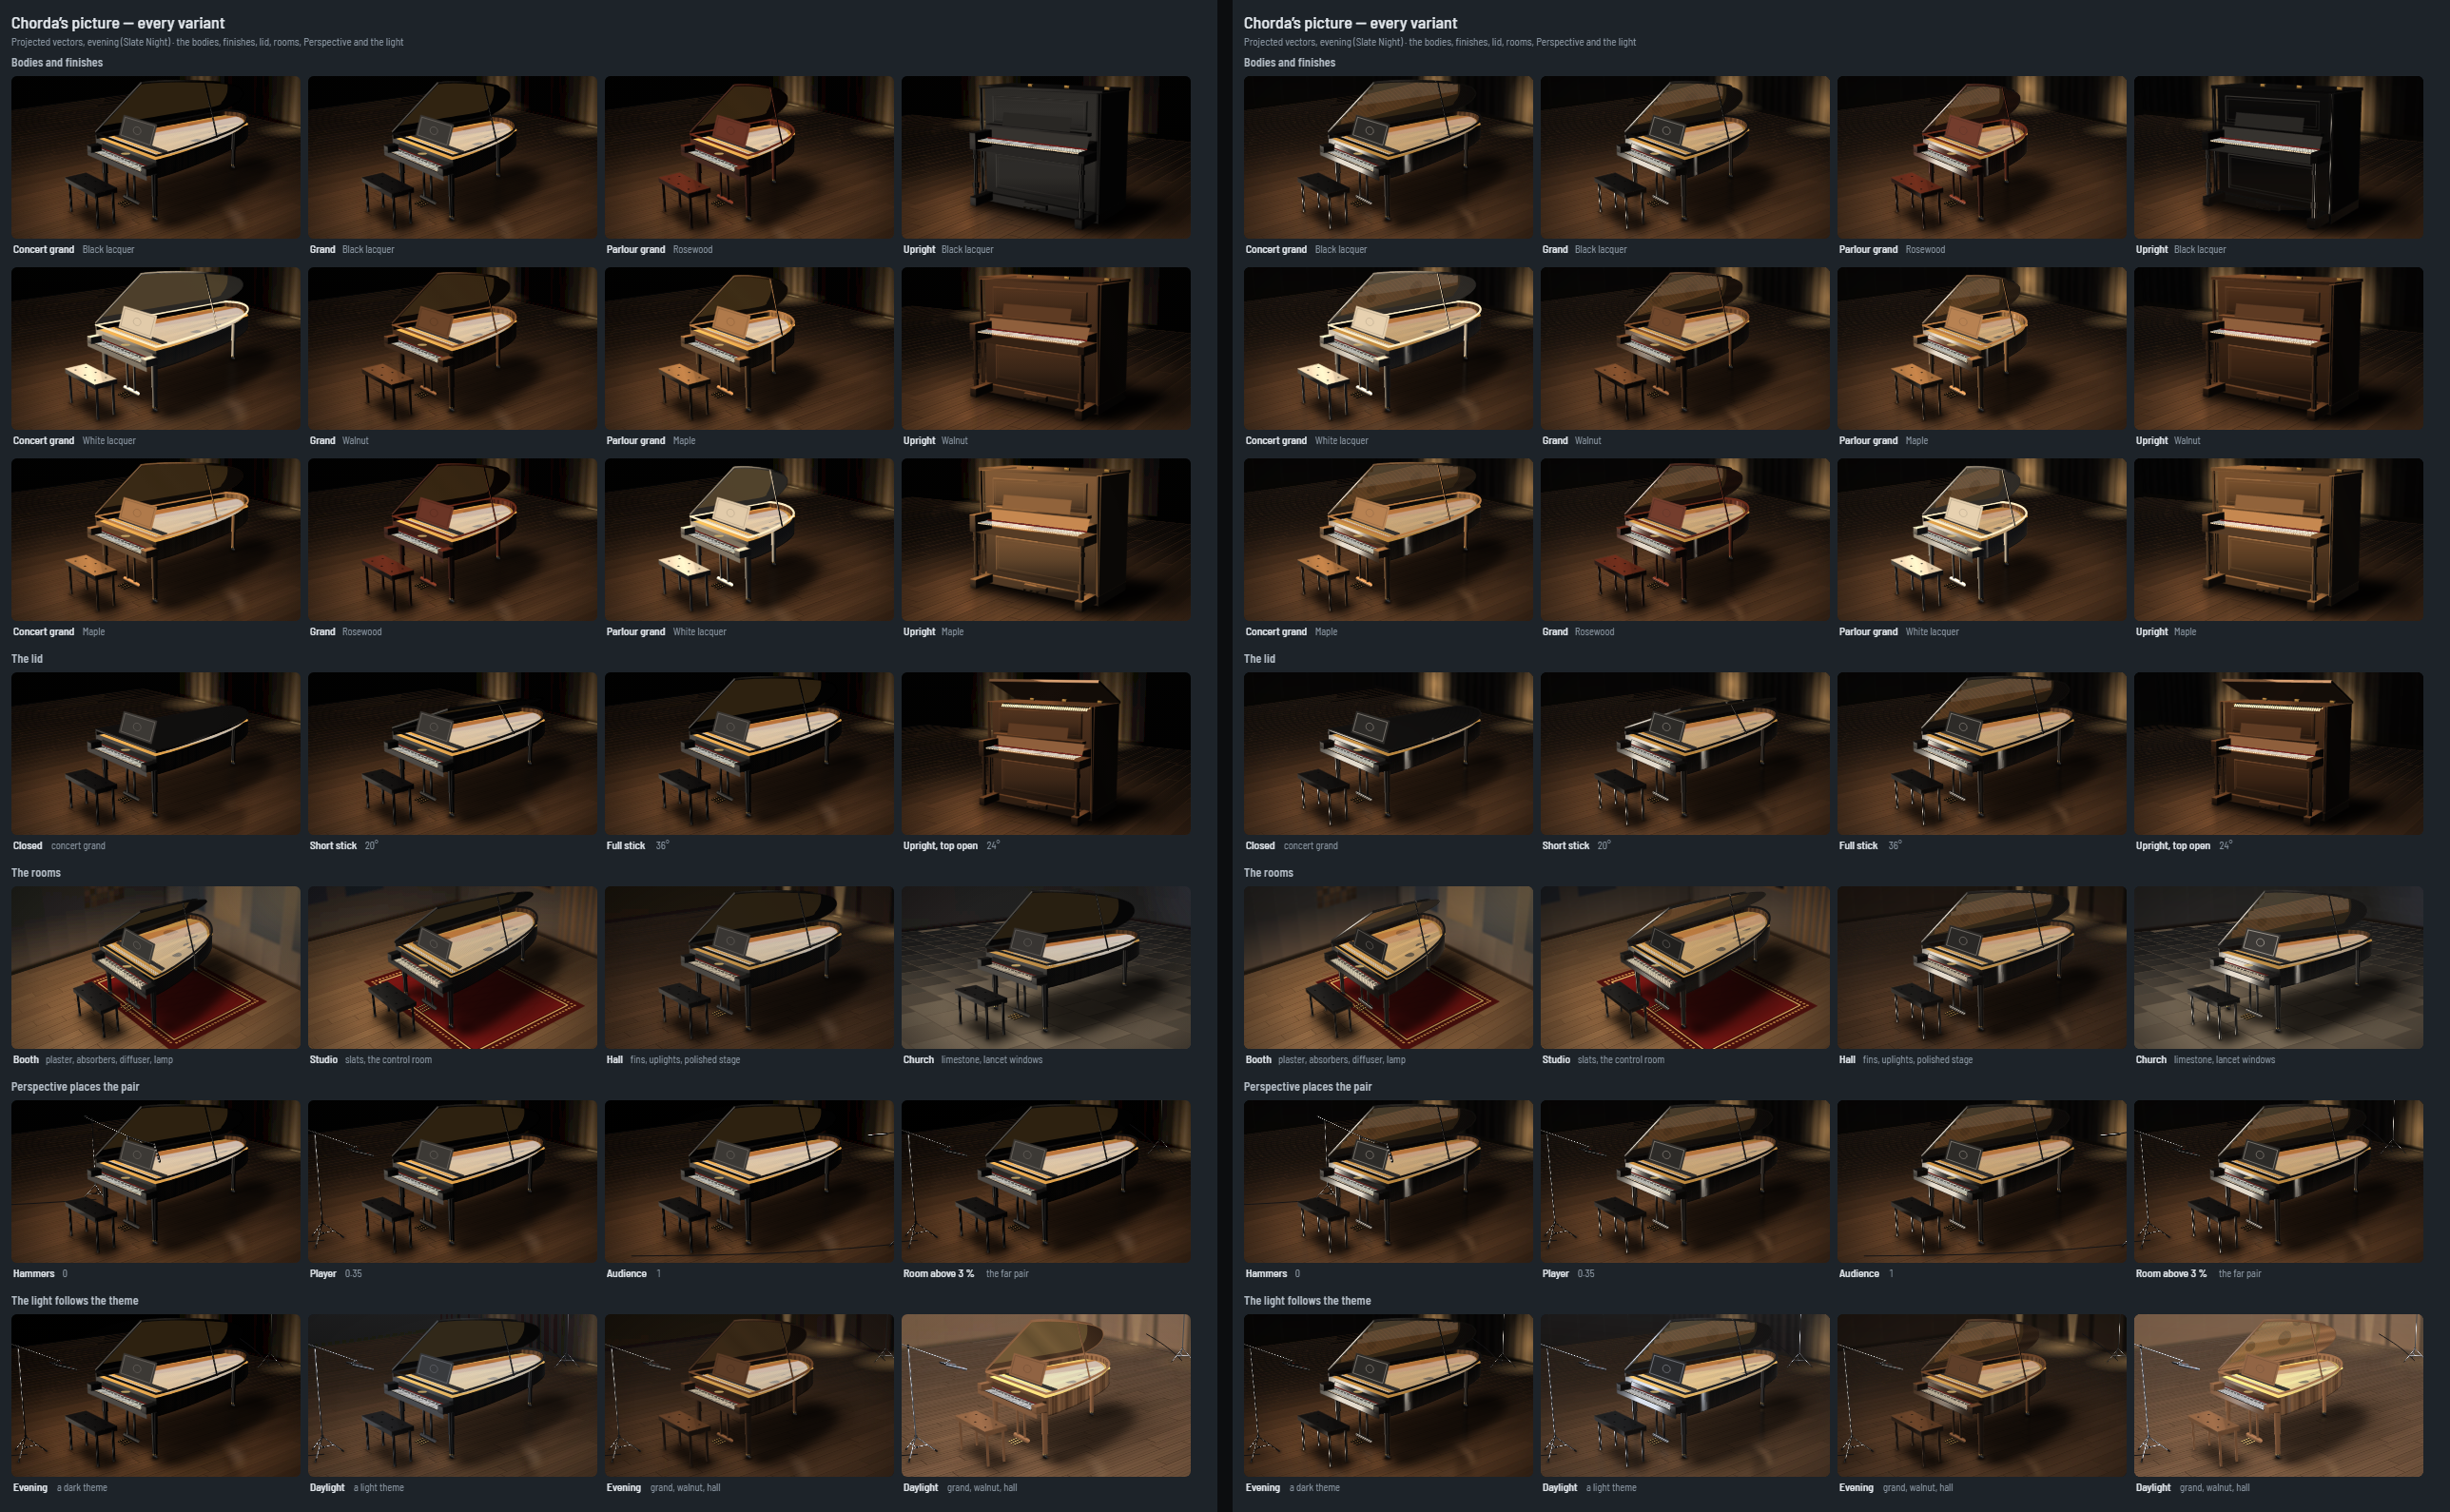 Chorda's picture — every variant
Projected vectors, evening (Slate Night) · the bodies, finishes, lid, rooms, Perspective and the light
Bodies and finishes
Concert grand Black lacquer
Grand Black lacquer
Parlour grand Rosewood
Upright Black lacquer
Concert grand White lacquer
Grand Walnut
Parlour grand Maple
Upright Walnut
Concert grand Maple
Grand Rosewood
Parlour grand White lacquer
Upright Maple
The lid
Closed concert grand
Short stick 20°
Full stick 36°
Upright, top open 24°
The rooms
Booth plaster, absorbers, diffuser, lamp
Studio slats, the control room
Hall fins, uplights, polished stage
Church limestone, lancet windows
Perspective places the pair
Hammers 0
Player 0.35
Audience 1
Room above 3 % the far pair
The light follows the theme
Evening a dark theme
Daylight a light theme
Evening grand, walnut, hall
Daylight grand, walnut, hall
Chorda's picture — every variant
Projected vectors, evening (Slate Night) · the bodies, finishes, lid, rooms, Perspective and the light
Bodies and finishes
Concert grand Black lacquer
Grand Black lacquer
Parlour grand Rosewood
Upright Black lacquer
Concert grand White lacquer
Grand Walnut
Parlour grand Maple
Upright Walnut
Concert grand Maple
Grand Rosewood
Parlour grand White lacquer
Upright Maple
The lid
Closed concert grand
Short stick 20°
Full stick 36°
Upright, top open 24°
The rooms
Booth plaster, absorbers, diffuser, lamp
Studio slats, the control room
Hall fins, uplights, polished stage
Church limestone, lancet windows
Perspective places the pair
Hammers 0
Player 0.35
Audience 1
Room above 3 % the far pair
The light follows the theme
Evening a dark theme
Daylight a light theme
Evening grand, walnut, hall
Daylight grand, walnut, hall